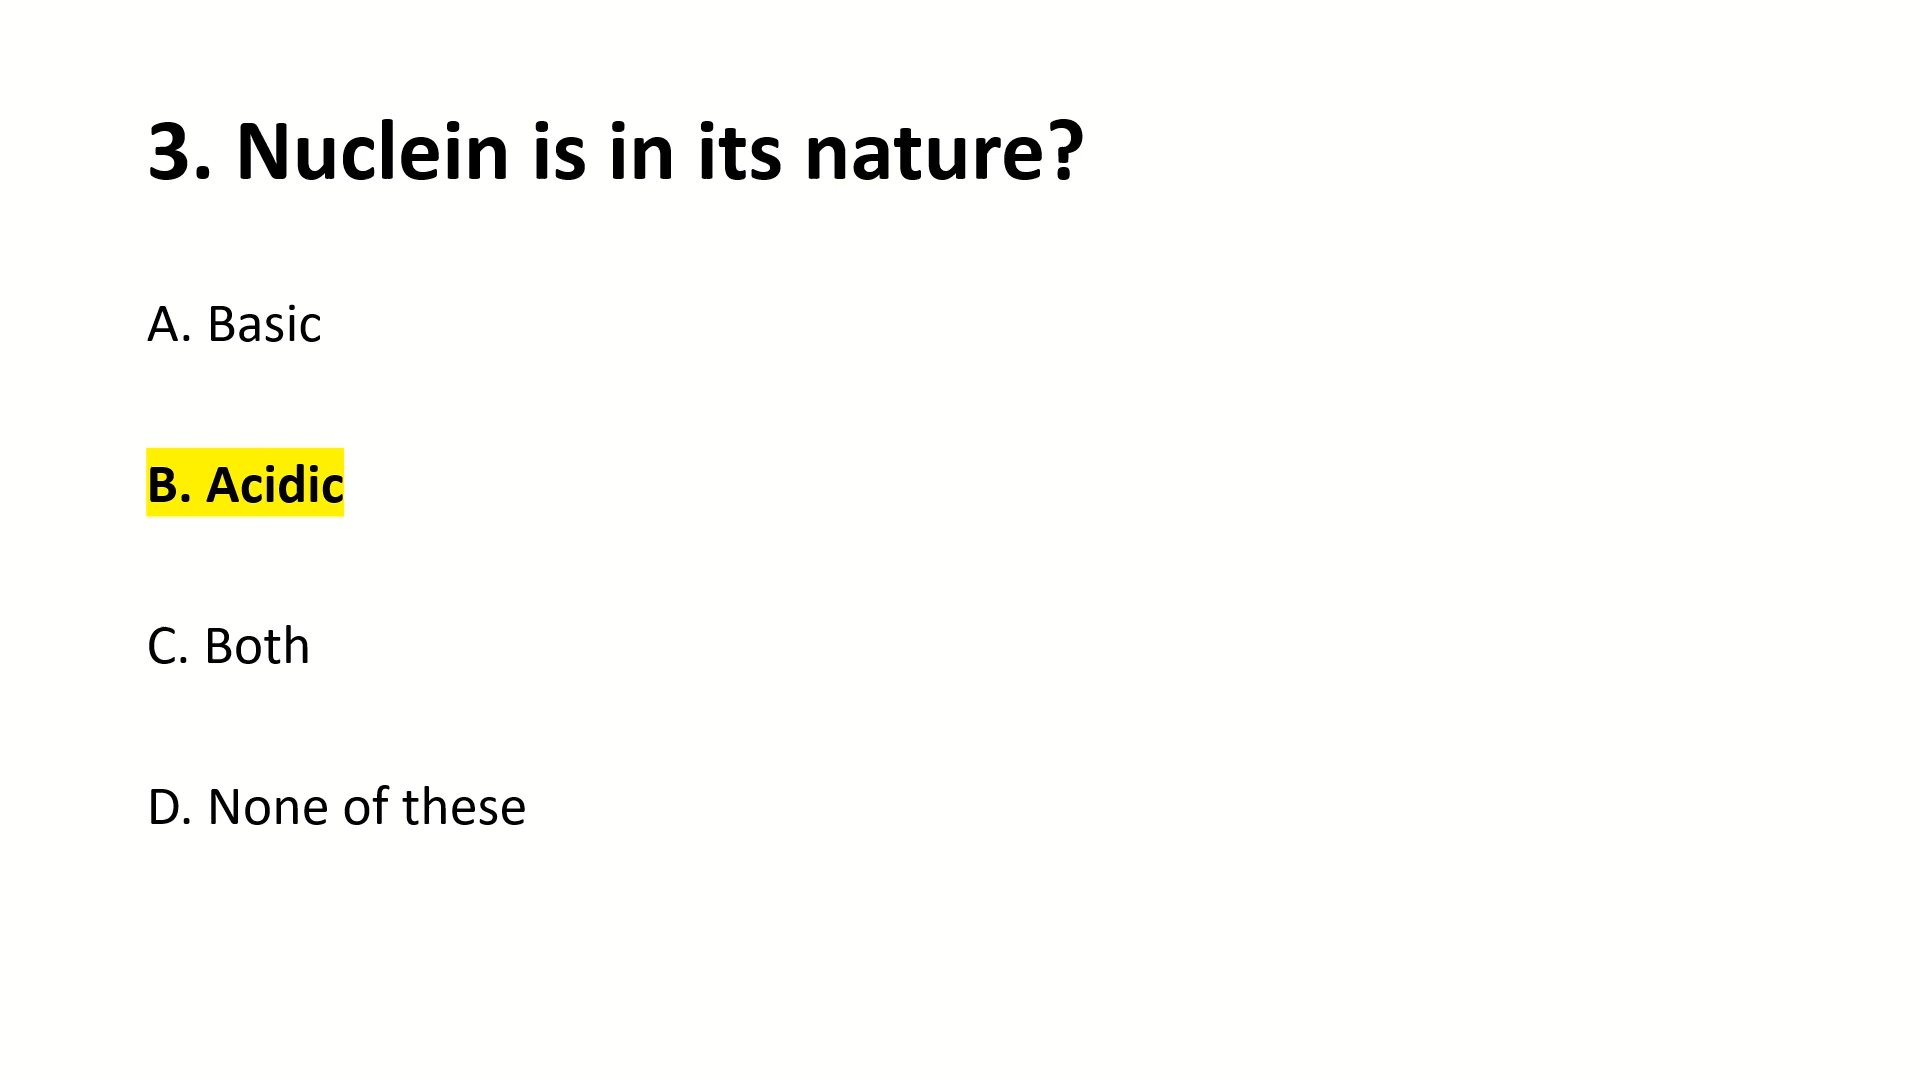 3. Nuclein is in its nature?
A. Basic
B. Acidic
C. Both
D. None of these